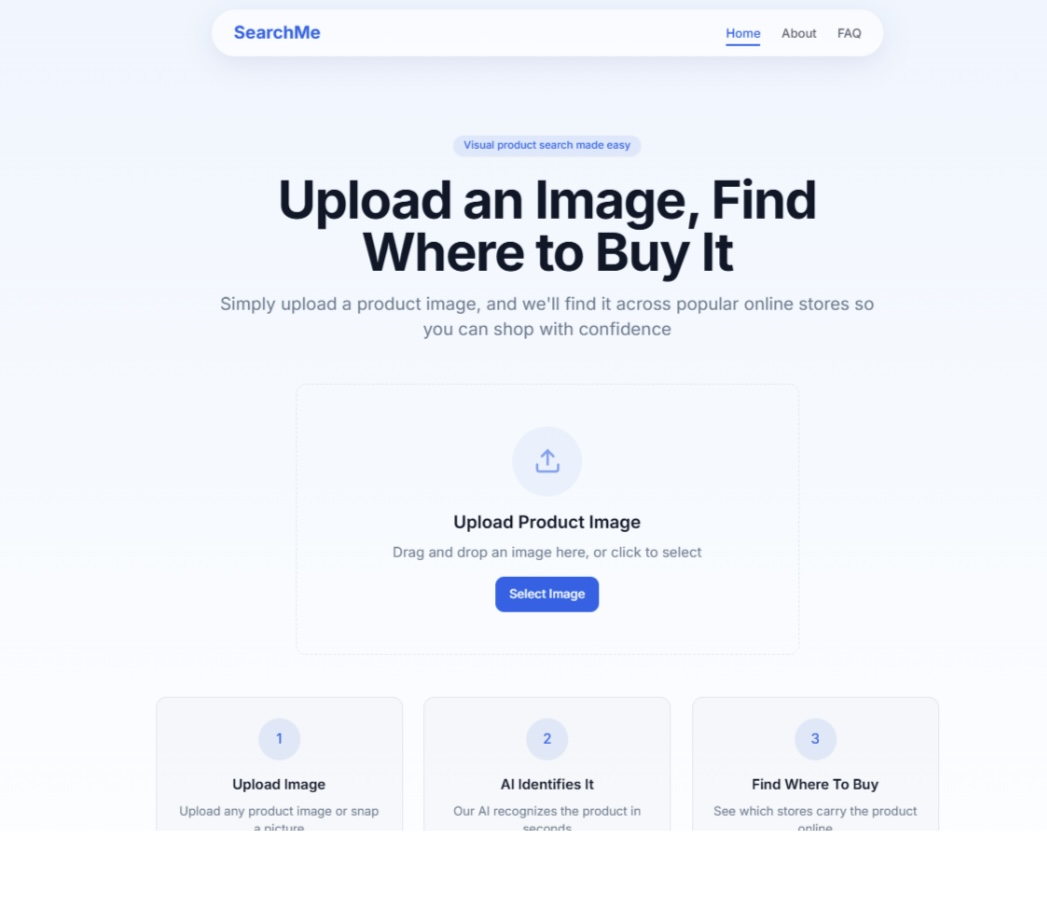 SearchMe
Home About FAQ
Visual product search made easy
Upload an Image, Find
Where to Buy It
Simply upload a product image, and we'll find it across popular online stores so
you can shop with confidence
Upload Product Image
Drag and drop an image here, or click to select
Select Image
1
Upload Image
Upload any product image or snap
a picture
2
AI Identifies It
Our AI recognizes the product in
seconds
3
Find Where To Buy
See which stores carry the product
online